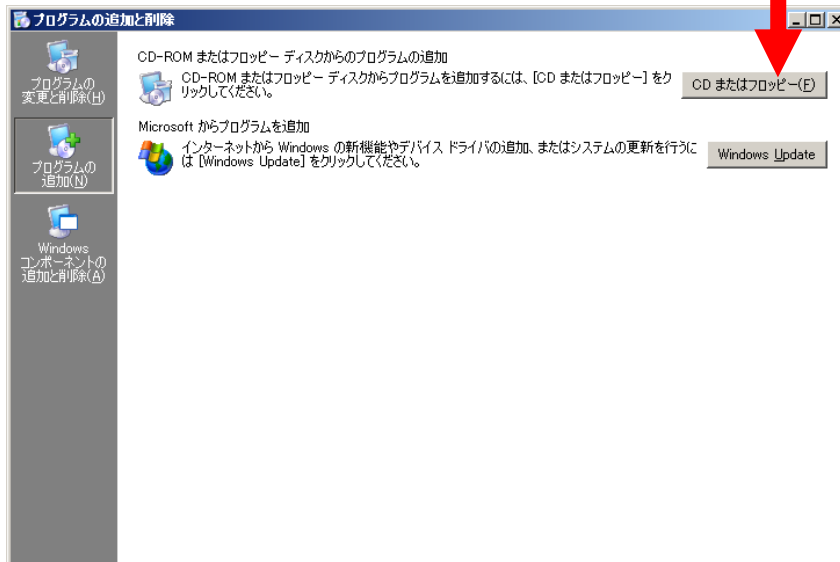 プログラムの追加と削除
プログラムの
変更と削除(H)
プログラムの
追加(N)
Windows
コンポーネントの
追加と削除(A)
CD-ROM またはフロッピー ディスクからのプログラムの追加
CD-ROM またはフロッピー ディスクからプログラムを追加するには、[CD またはフロッピー] をク
リックしてください。
CD またはフロッピー(F)
Microsoft からプログラムを追加
インターネットから Windows の新機能やデバイス ドライバの追加、またはシステムの更新を行うに
は [Windows Update] をクリックしてください。
Windows Update